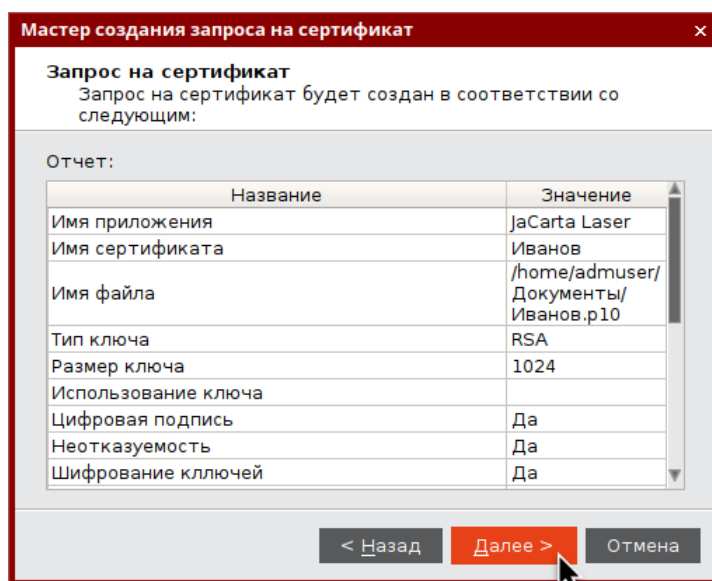 Мастер создания запроса на сертификат ×
Запрос на сертификат
Запрос на сертификат будет создан в соответствии со
следующим:
Отчет:
Название Значение
Имя приложения JaCarta Laser
Имя сертификата Иванов
Имя файла /home/admuser/
Документы/
Иванов.p10
Тип ключа RSA
Размер ключа 1024
Использование ключа
Цифровая подпись Да
Неотказуемость Да
Шифрование кллючей Да
< Назад Далее > Отмена